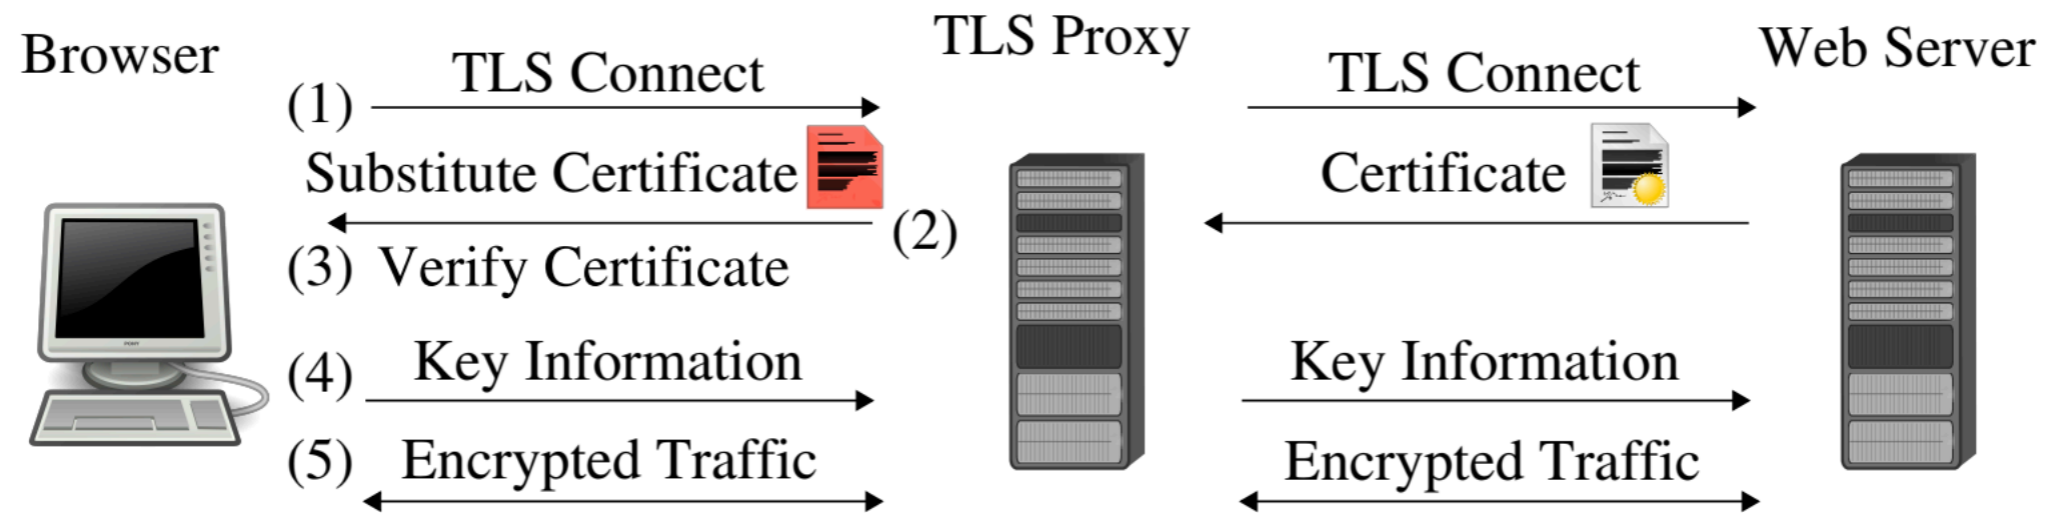 Browser
TLS Proxy
Web Server
(1) TLS Connect
TLS Connect
Substitute Certificate
Certificate
(2)
(3) Verify Certificate
(4) Key Information
Key Information
(5) Encrypted Traffic
Encrypted Traffic